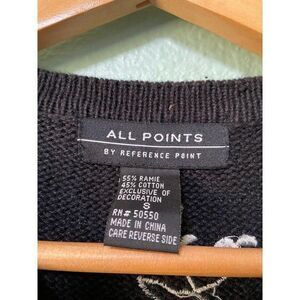 ALL POINTS
BY REFERENCE POINT
55% RAMIE
45% COTTON
EXCLUSIVE OF
DECORATION
S
RN# 50550
MADE IN CHINA
CARE REVERSE SIDE